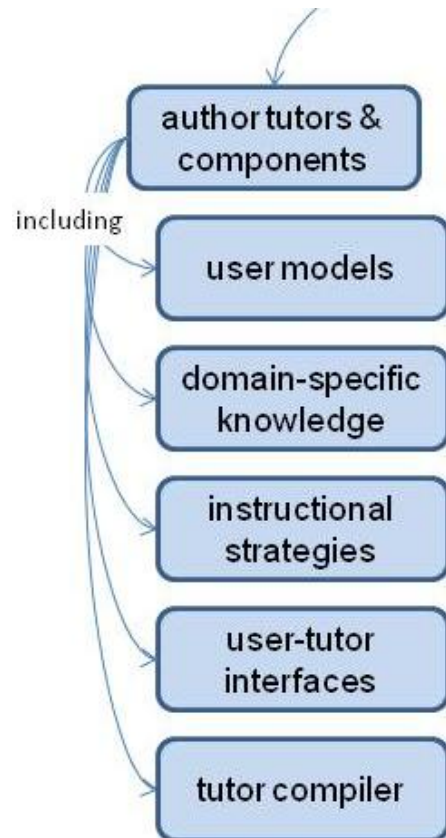 author tutors &
components
including
user models
domain-specific
knowledge
instructional
strategies
user-tutor
interfaces
tutor compiler